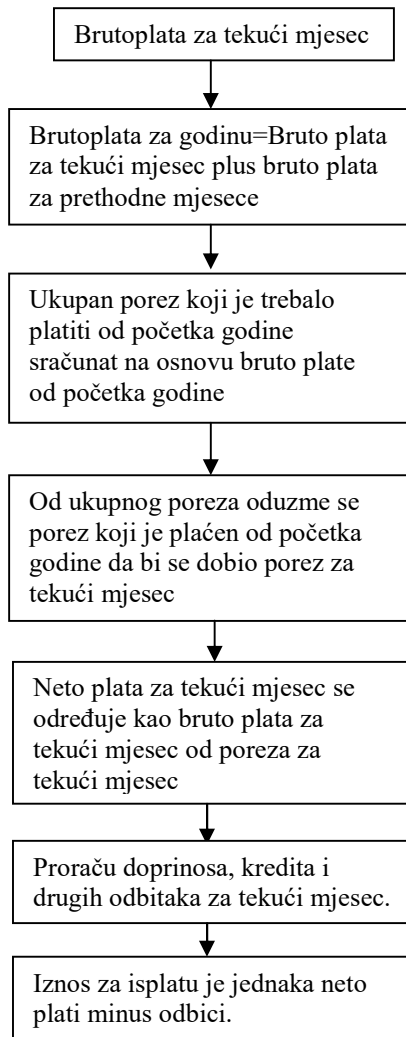 Brutoplata za tekući mjesec
Brutoplata za godinu=Bruto plata
za tekući mjesec plus bruto plata
za prethodne mjesece
Ukupan porez koji je trebalo
platiti od početka godine
sračunat na osnovu bruto plate
od početka godine
Od ukupnog poreza oduzme se
porez koji je plaćen od početka
godine da bi se dobio porez za
tekući mjesec
Neto plata za tekući mjesec se
određuje kao bruto plata za
tekući mjesec od poreza za
tekući mjesec
Proraču doprinosa, kredita i
drugih odbitaka za tekući mjesec.
Iznos za isplatu je jednaka neto
plati minus odbici.